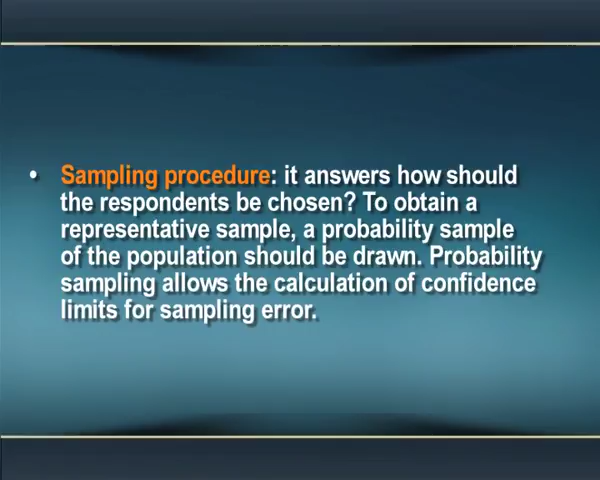 • Sampling procedure: it answers how should
the respondents be chosen? To obtain a
representative sample, a probability sample
of the population should be drawn. Probability
sampling allows the calculation of confidence
limits for sampling error.